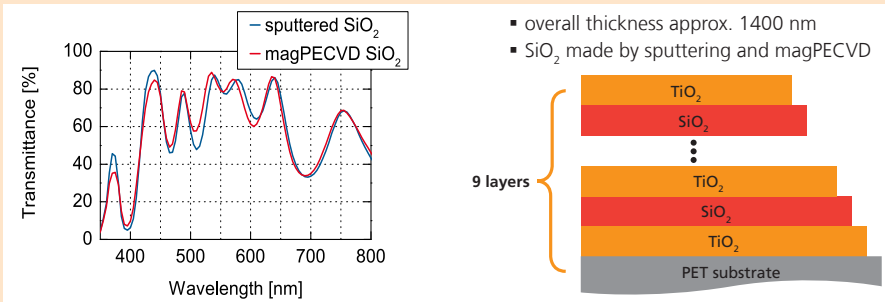 sputtered SiO₂
magPECVD SiO₂
Transmittance [%]
100
80
60
40
20
0
400 500 600 700 800
Wavelength [nm]
▪ overall thickness approx. 1400 nm
▪ SiO₂ made by sputtering and magPECVD
TiO₂
SiO₂
9 layers
TiO₂
SiO₂
TiO₂
PET substrate